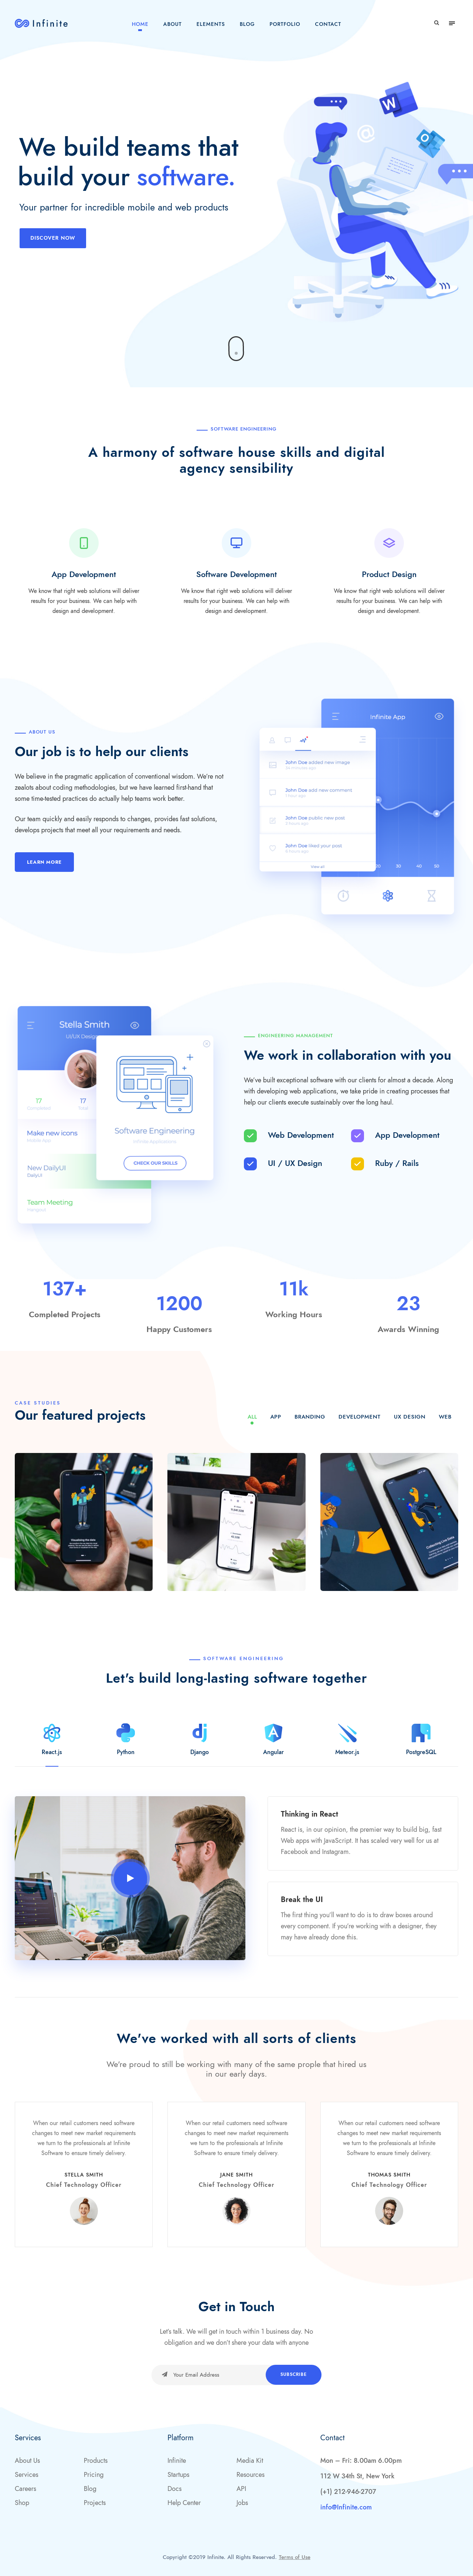 Infinite
HOME
ABOUT
ELEMENTS
BLOG
PORTFOLIO
CONTACT
We build teams that
build your software.
Your partner for incredible mobile and web products
DISCOVER NOW
SOFTWARE ENGINEERING
A harmony of software house skills and digital
agency sensibility
App Development
We know that right web solutions will deliver
results for your business. We can help with
design and development.
Software Development
We know that right web solutions will deliver
results for your business. We can help with
design and development.
Product Design
We know that right web solutions will deliver
results for your business. We can help with
design and development.
ABOUT US
Our job is to help our clients
We believe in the pragmatic application of conventional wisdom. We're not
zealots about coding methodologies, but we have learned first-hand that
some time-tested practices do actually help teams work better.
Our team quickly and easily responds to changes, provides fast solutions,
develops projects that meet all your requirements and needs.
LEARN MORE
Infinite App
John Doe added new image
John Doe add new comment
John Doe public new post
John Doe liked your post
View all
30
40
50
Stella Smith
UI/UX Design
17
17
Make new icons
New DailyUI
DailyUI
Team Meeting
Software Engineering
Infinite Applications
CHECK OUR SKILLS
ENGINEERING MANAGEMENT
We work in collaboration with you
We've built exceptional software with our clients for almost a decade. Along
with developing web applications, we take pride in creating processes that
help our clients execute sustainably over the long haul.
Web Development
App Development
UI / UX Design
Ruby / Rails
137+
Completed Projects
1200
Happy Customers
11k
Working Hours
23
Awards Winning
CASE STUDIES
Our featured projects
ALL
APP
BRANDING
DEVELOPMENT
UX DESIGN
WEB
SOFTWARE ENGINEERING
Let's build long-lasting software together
React.js
Python
Django
Angular
Meteor.js
PostgreSQL
Thinking in React
React is, in our opinion, the premier way to build big, fast
Web apps with JavaScript. It has scaled very well for us at
Facebook and Instagram.
Break the UI
The first thing you'll want to do is to draw boxes around
every component. If you're working with a designer, they
may have already done this.
We've worked with all sorts of clients
We're proud to still be working with many of the same people that hired us
in our early days.
When our retail customers need software
changes to meet new market requirements
we turn to the professionals at Infinite
Software to ensure timely delivery.
STELLA SMITH
Chief Technology Officer
When our retail customers need software
changes to meet new market requirements
we turn to the professionals at Infinite
Software to ensure timely delivery.
JANE SMITH
Chief Technology Officer
When our retail customers need software
changes to meet new market requirements
we turn to the professionals at Infinite
Software to ensure timely delivery.
THOMAS SMITH
Chief Technology Officer
Get in Touch
Let's talk. We will get in touch within 1 business day. No
obligation and we don't share your date with anyone
Your Email Address
SUBSCRIBE
Services
About Us
Services
Careers
Shop
Products
Pricing
Blog
Projects
Platform
Infinite
Startups
Docs
Help Center
Media Kit
Resources
API
Jobs
Contact
Mon – Fri: 8.00am 6.00pm
112 W 34th St, New York
(+1) 212-946-2707
info@Infinite.com
Copyright ©2019 Infinite. All Rights Reserved. Terms of Use